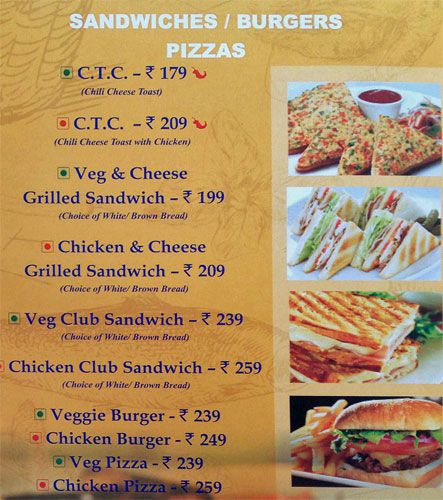 SANDWICHES / BURGERS
PIZZAS
C.T.C. – ₹ 179
(Chili Cheese Toast)
C.T.C. – ₹ 209
(Chili Cheese Toast with Chicken)
Veg & Cheese
Grilled Sandwich – ₹ 199
(Choice of White/ Brown Bread)
Chicken & Cheese
Grilled Sandwich – ₹ 209
(Choice of White/ Brown Bread)
Veg Club Sandwich – ₹ 239
(Choice of White/ Brown Bread)
Chicken Club Sandwich – ₹ 259
(Choice of White/ Brown Bread)
Veggie Burger - ₹ 239
Chicken Burger - ₹ 249
Veg Pizza - ₹ 239
Chicken Pizza - ₹ 259